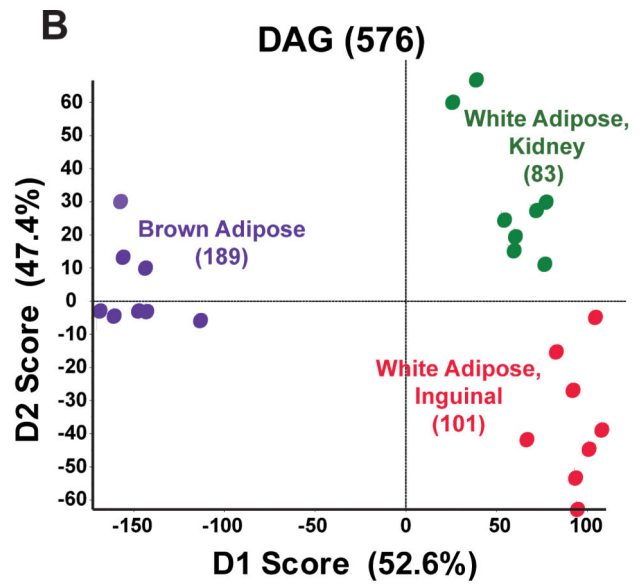 B
DAG (576)
D2 Score (47.4%)
60
50
40
30
20
10
0
-10
-20
-30
-40
-50
-60
White Adipose,
Kidney
(83)
Brown Adipose
(189)
White Adipose,
Inguinal
(101)
-150
-100
-50
0
50
100
D1 Score (52.6%)